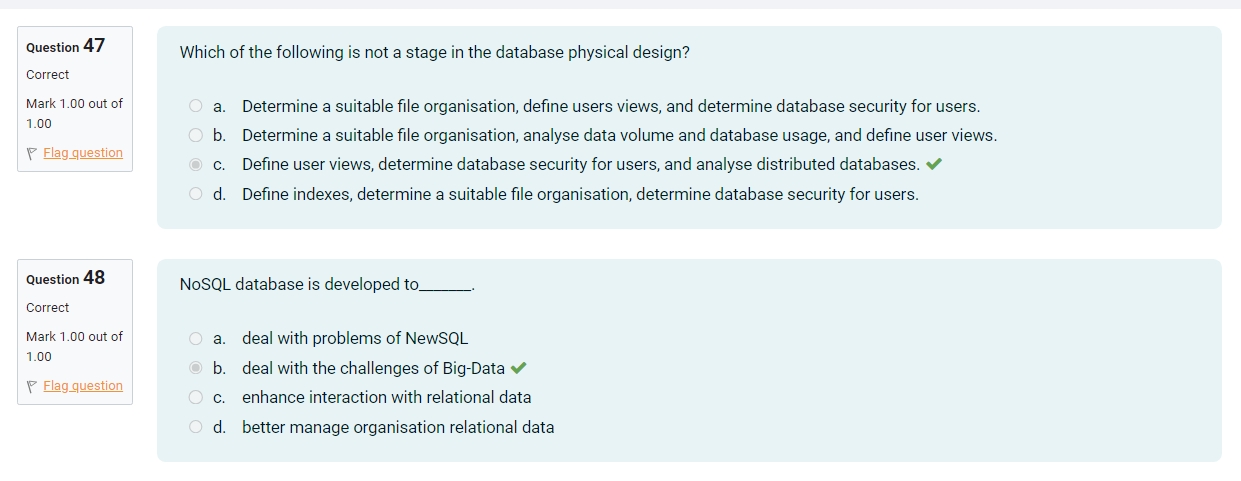 Question 47
Correct
Mark 1.00 out of
1.00
Flag question
Which of the following is not a stage in the database physical design?
a. Determine a suitable file organisation, define users views, and determine database security for users.
b. Determine a suitable file organisation, analyse data volume and database usage, and define user views.
c. Define user views, determine database security for users, and analyse distributed databases.
d. Define indexes, determine a suitable file organisation, determine database security for users.
Question 48
Correct
Mark 1.00 out of
1.00
Flag question
NoSQL database is developed to_______.
a. deal with problems of NewSQL
b. deal with the challenges of Big-Data
c. enhance interaction with relational data
d. better manage organisation relational data